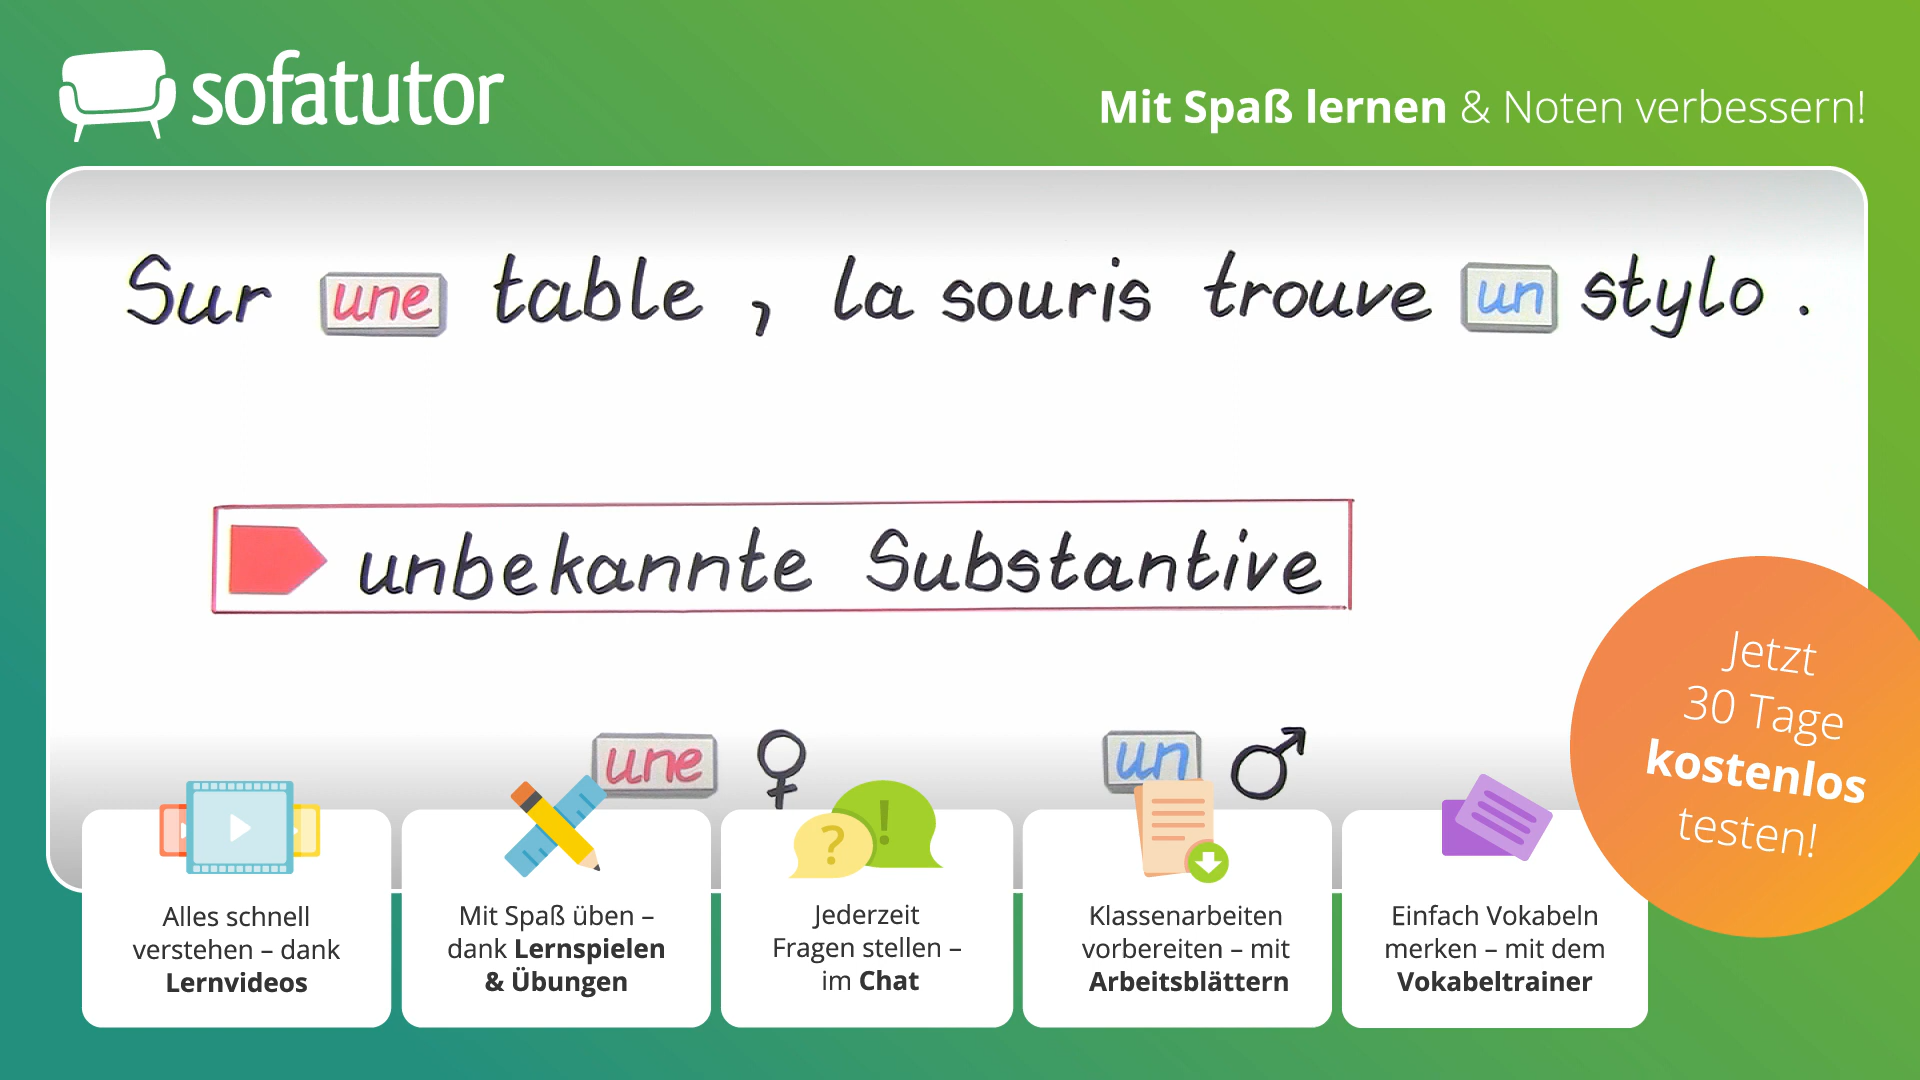 sofatutor
Mit Spaß lernen & Noten verbessern!
Sur une table, la souris trouve un stylo.
unbekannte Substantive
une ♀ un ♂
Jetzt
30 Tage
kostenlos
testen!
Alles schnell
verstehen – dank
Lernvideos
Mit Spaß üben –
dank Lernspielen
& Übungen
? !
Jederzeit
Fragen stellen –
im Chat
Klassenarbeiten
vorbereiten – mit
Arbeitsblättern
Einfach Vokabeln
merken – mit dem
Vokabeltrainer